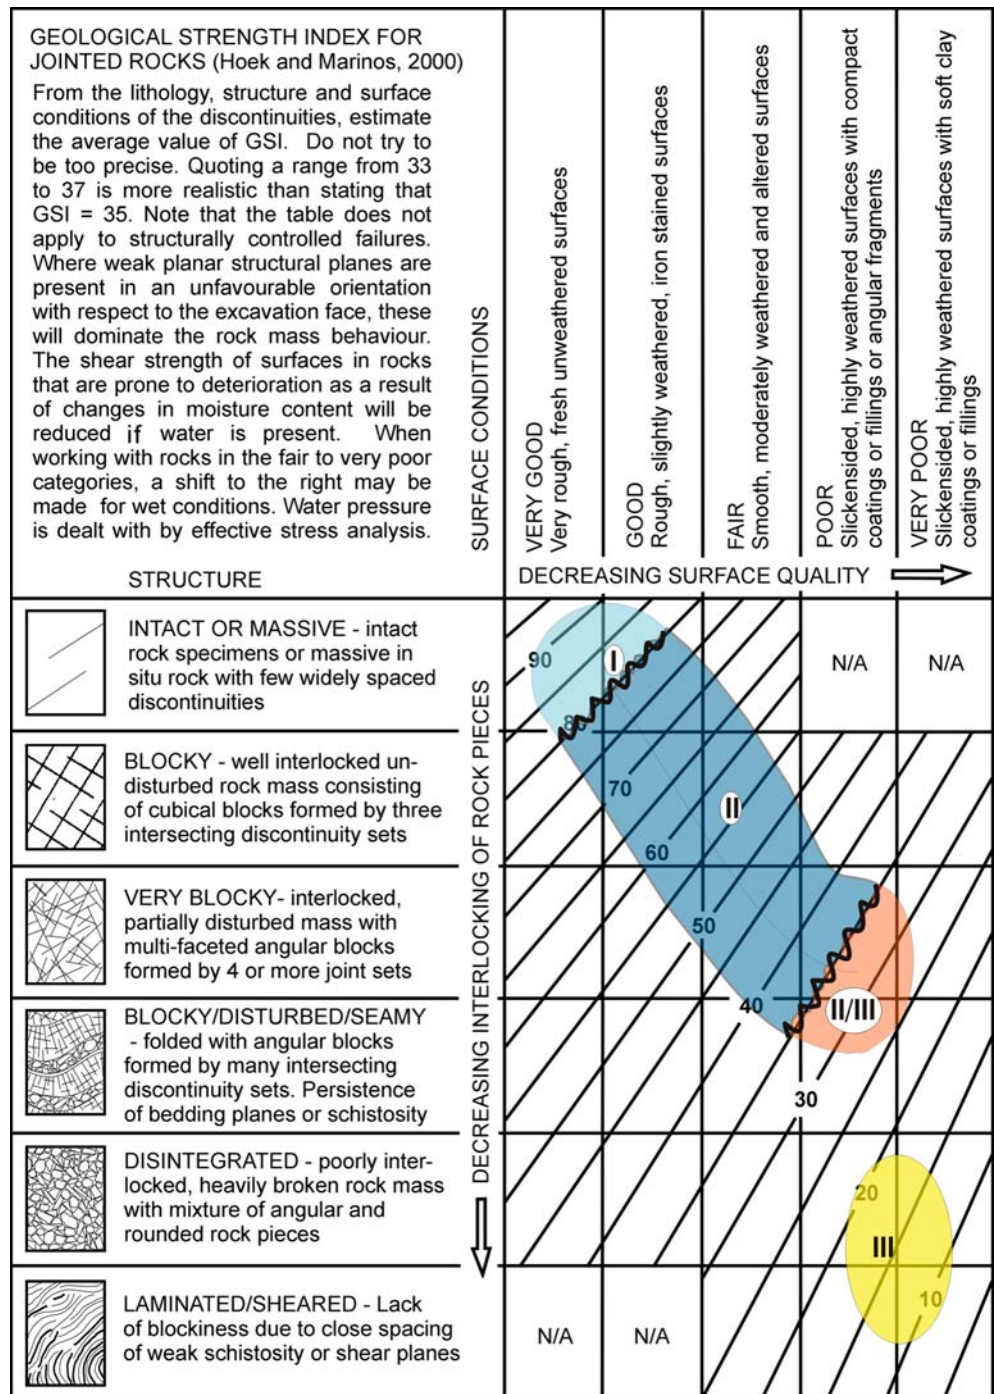 GEOLOGICAL STRENGTH INDEX FOR
JOINTED ROCKS (Hoek and Marinos, 2000)
From the lithology, structure and surface
conditions of the discontinuities, estimate
the average value of GSI. Do not try to
be too precise. Quoting a range from 33
to 37 is more realistic than stating that
GSI = 35. Note that the table does not
apply to structurally controlled failures.
Where weak planar structural planes are
present in an unfavourable orientation
with respect to the excavation face, these
will dominate the rock mass behaviour.
The shear strength of surfaces in rocks
that are prone to deterioration as a result
of changes in moisture content will be
reduced if water is present. When
working with rocks in the fair to very poor
categories, a shift to the right may be
made for wet conditions. Water pressure
is dealt with by effective stress analysis.
STRUCTURE
SURFACE CONDITIONS
VERY GOOD
Very rough, fresh unweathered surfaces
GOOD
Rough, slightly weathered, iron stained surfaces
FAIR
Smooth, moderately weathered and altered surfaces
POOR
Slickensided, highly weathered surfaces with compact
coatings or fillings or angular fragments
VERY POOR
Slickensided, highly weathered surfaces with soft clay
coatings or fillings
DECREASING SURFACE QUALITY
DECREASING INTERLOCKING OF ROCK PIECES
INTACT OR MASSIVE - intact
rock specimens or massive in
situ rock with few widely spaced
discontinuities
90
I
80
N/A
N/A
BLOCKY - well interlocked un-
disturbed rock mass consisting
of cubical blocks formed by three
intersecting discontinuity sets
70
II
60
VERY BLOCKY- interlocked,
partially disturbed mass with
multi-faceted angular blocks
formed by 4 or more joint sets
50
40
BLOCKY/DISTURBED/SEAMY
- folded with angular blocks
formed by many intersecting
discontinuity sets. Persistence
of bedding planes or schistosity
II/III
30
DISINTEGRATED - poorly inter-
locked, heavily broken rock mass
with mixture of angular and
rounded rock pieces
20
III
LAMINATED/SHEARED - Lack
of blockiness due to close spacing
of weak schistosity or shear planes
N/A
N/A
10